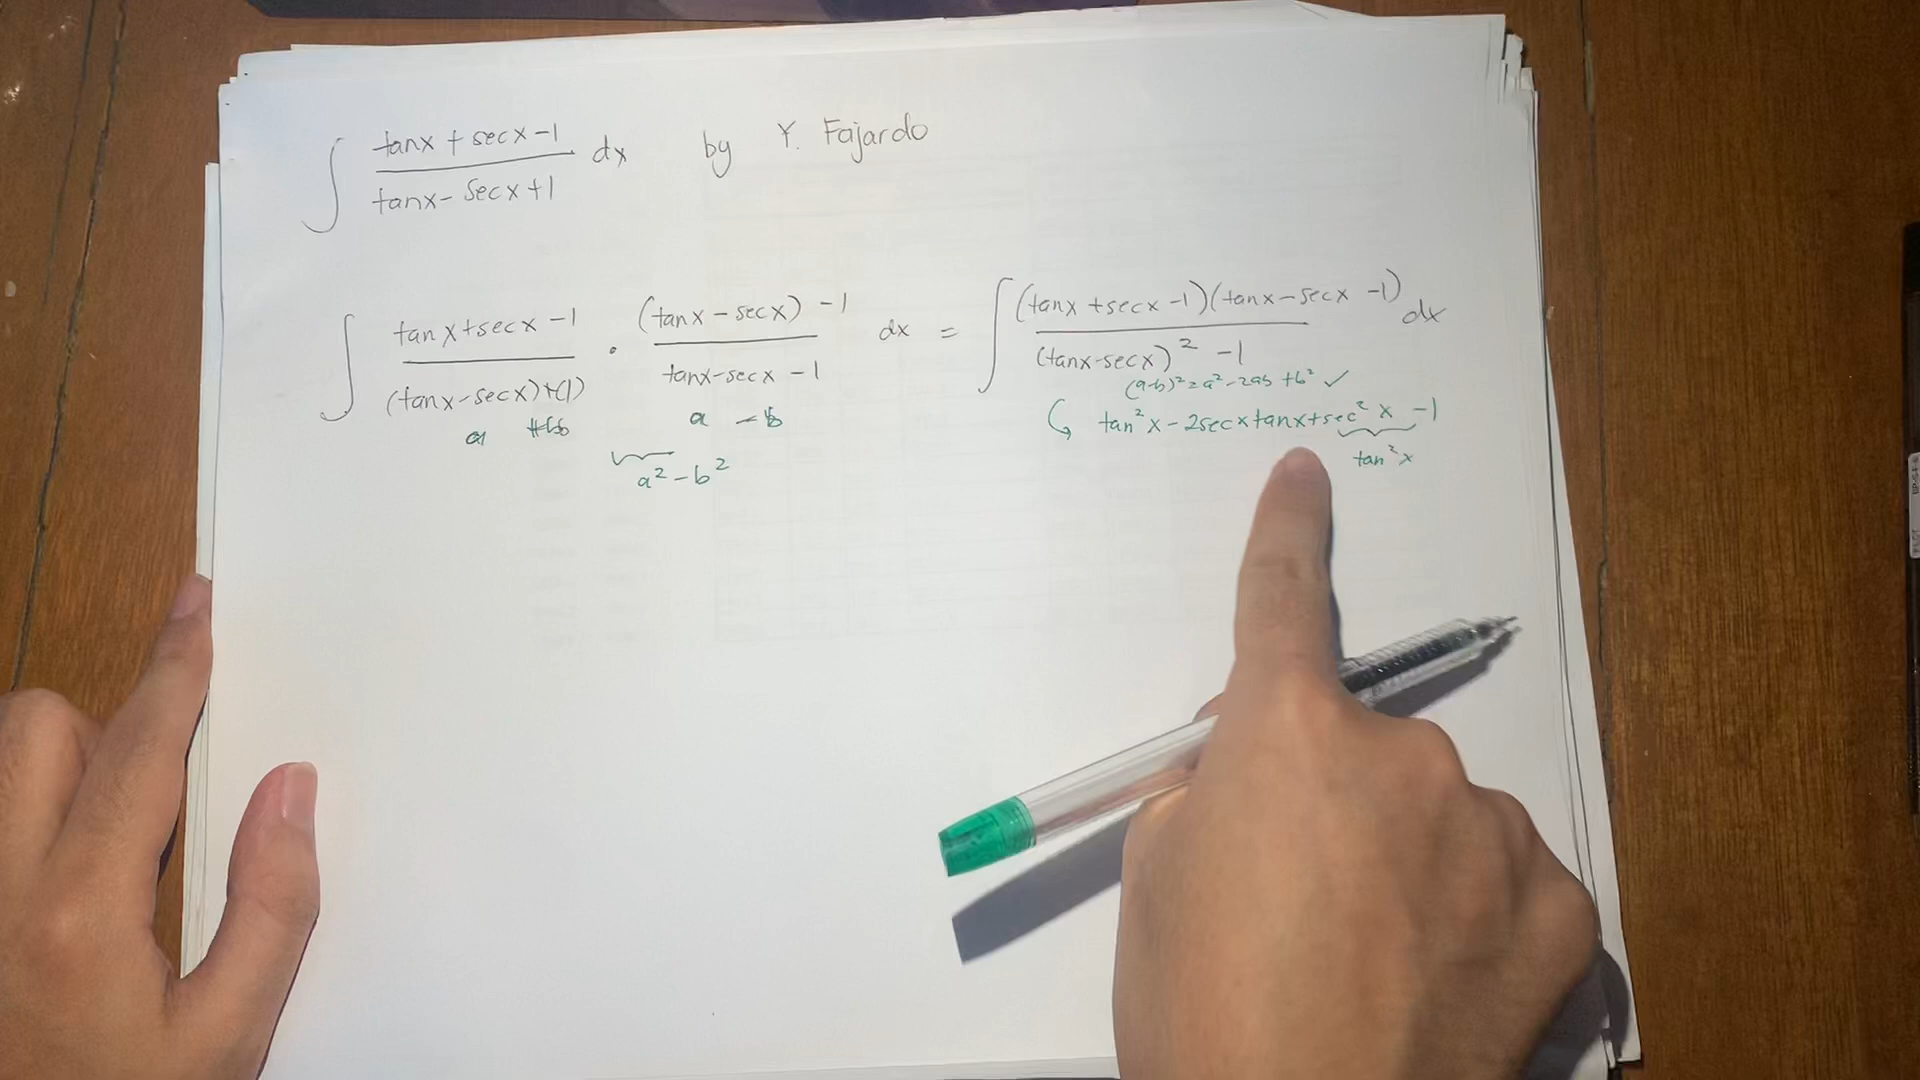 ∫ tanx + secx -1 / tanx - secx +1 dx by Y. Fajardo
∫ tanx+secx -1 / (tanx-secx)+(1) · (tanx - secx) -1 / tanx-secx -1 dx = ∫ (tanx +secx -1)(tanx-secx -1) / (tanx-secx)² -1 dx
(a-b)² = a² - 2ab + b² ✓
tan²x - 2secxtanx+sec²x -1
a +b a -b
tan²x
a² - b²